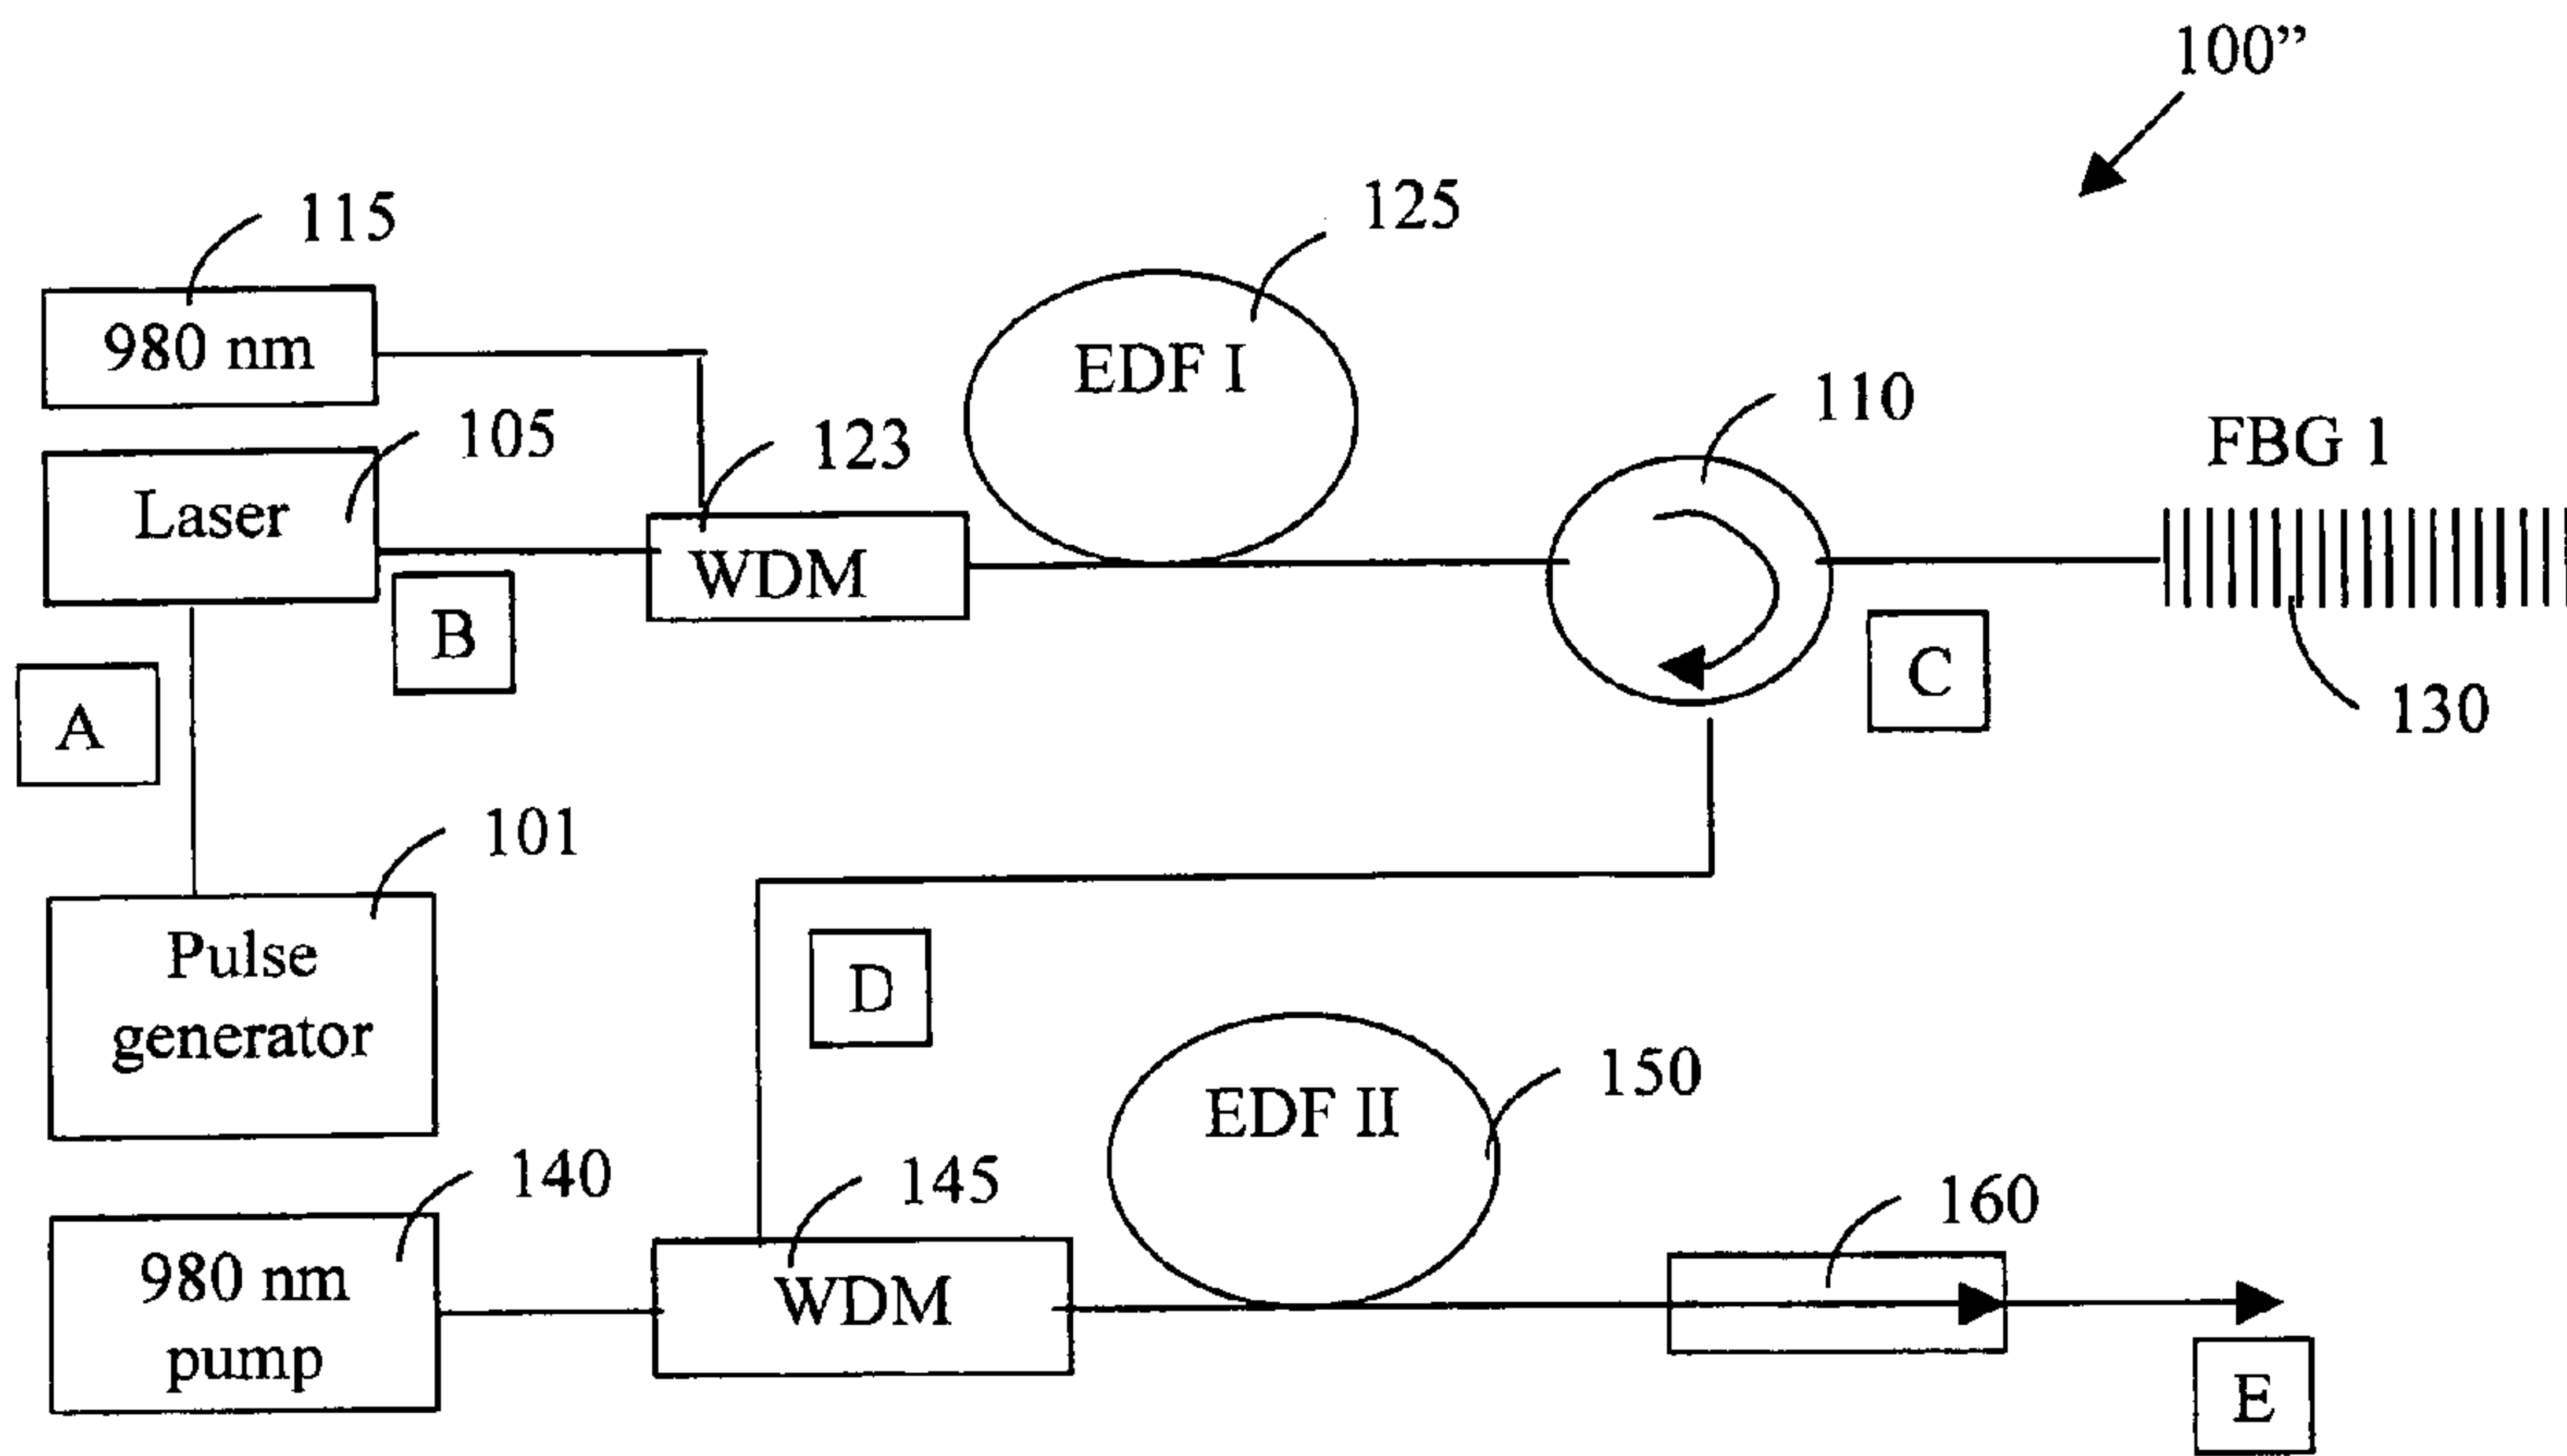 100”
115
125
980 nm
105
110
123
FBG 1
EDF I
Laser
WDM
B
C
A
130
101
Pulse
generator
D
150
140
EDF II
145
160
980 nm
pump
WDM
E